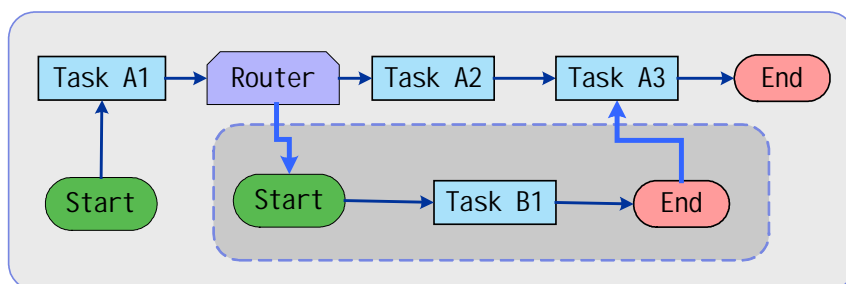 Task A1
Router
Task A2
Task A3
End
Start
Start
Task B1
End